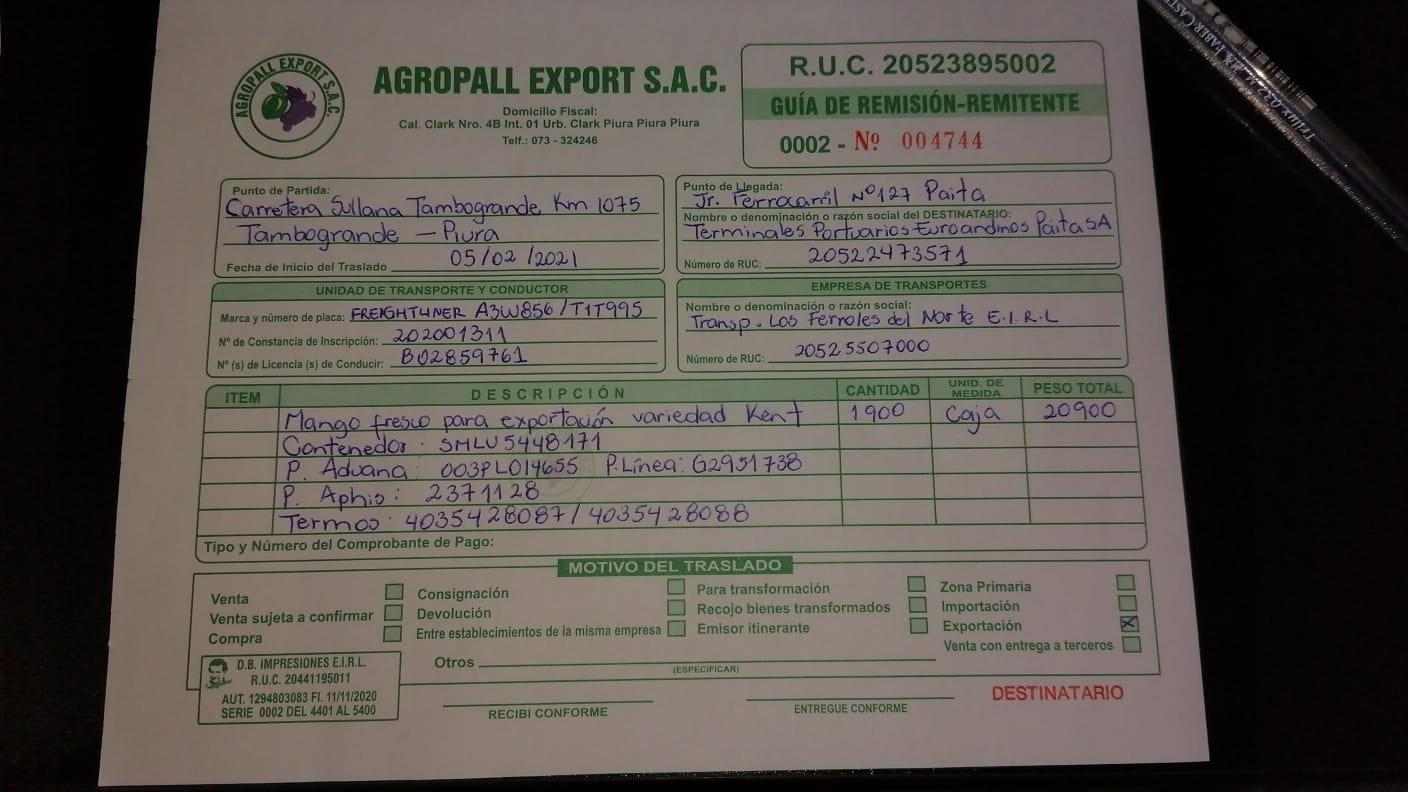 AGROPALL EXPORT S.A.C.
AGROPALL EXPORT S.A.C.
Domicilio Fiscal:
Cal. Clark Nro. 4B Int. 01 Urb. Clark Piura Piura Piura
Telf.: 073 - 324246
R.U.C. 20523895002
GUÍA DE REMISIÓN-REMITENTE
0002 - Nº 004744
FABER CASTELL
Trilux 032 M
Punto de Partida:
Carretera Sullana Tambogrande Km 1075
Tambogrande - Piura
Fecha de Inicio del Traslado 05/02/2021
Punto de Llegada:
Jr. Ferrocarril Nº127 Paita
Nombre o denominación o razón social del DESTINATARIO:
Terminales Portuarios Euroandinos Paita SA
Número de RUC: 20522473571
UNIDAD DE TRANSPORTE Y CONDUCTOR
Marca y número de placa: FREIGHTLINER A3W856/T1T995
Nº de Constancia de Inscripción: 202001311
Nº (s) de Licencia (s) de Conducir: B02859761
EMPRESA DE TRANSPORTES
Nombre o denominación o razón social:
Transp. Los Ferroles del Norte E.I.R.L
Número de RUC: 20525507000
ITEM DESCRIPCIÓN CANTIDAD UNID. DE MEDIDA PESO TOTAL
Mango fresco para exportación variedad Kent 1900 Caja 20900
Contenedor: SMLU5448171
P. Aduana: 003PL014655 P.Línea: G2951738
P. Aphio: 2371128
Termos: 4035428087/4035428088
Tipo y Número del Comprobante de Pago:
MOTIVO DEL TRASLADO
Venta Consignación Para transformación Zona Primaria
Venta sujeta a confirmar Devolución Recojo bienes transformados Importación
Compra Entre establecimientos de la misma empresa Emisor itinerante Exportación X
Venta con entrega a terceros
Otros
(ESPECIFICAR)
D.B. IMPRESIONES E.I.R.L.
R.U.C. 20441195011
AUT. 1294803083 FI. 11/11/2020
SERIE 0002 DEL 4401 AL 5400
RECIBI CONFORME
ENTREGUE CONFORME
DESTINATARIO